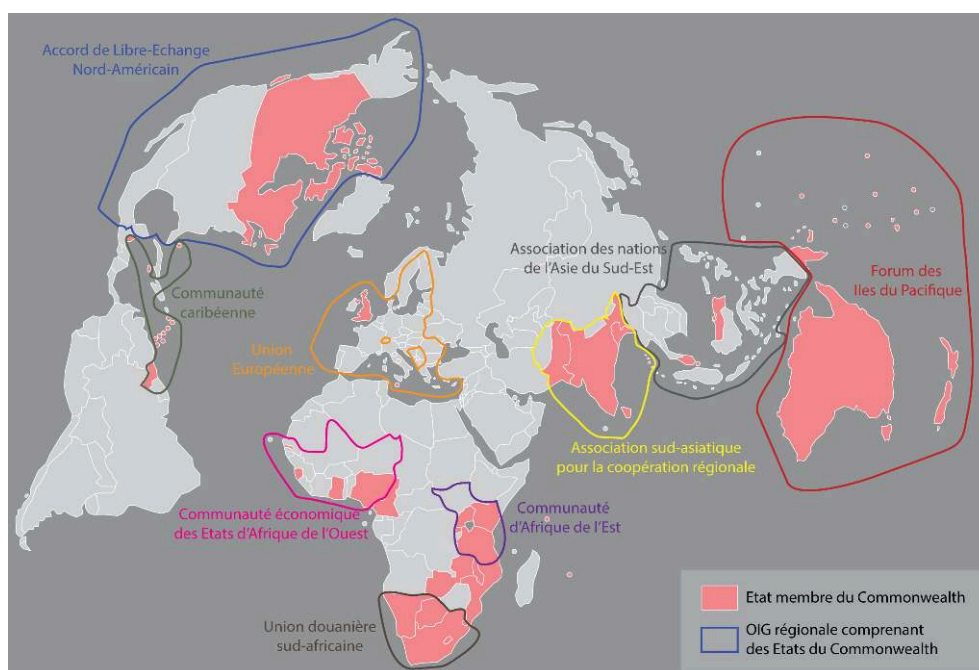 Accord de Libre-Echange
Nord-Américain
Communauté
caribéenne
Union
Européenne
Association des nations
de l'Asie du Sud-Est
Forum des
Iles du Pacifique
Association sud-asiatique
pour la coopération régionale
Communauté économique
des Etats d'Afrique de l'Ouest
Communauté
d'Afrique de l'Est
Union douanière
sud-africaine
Etat membre du Commonwealth
OIG régionale comprenant
des Etats du Commonwealth